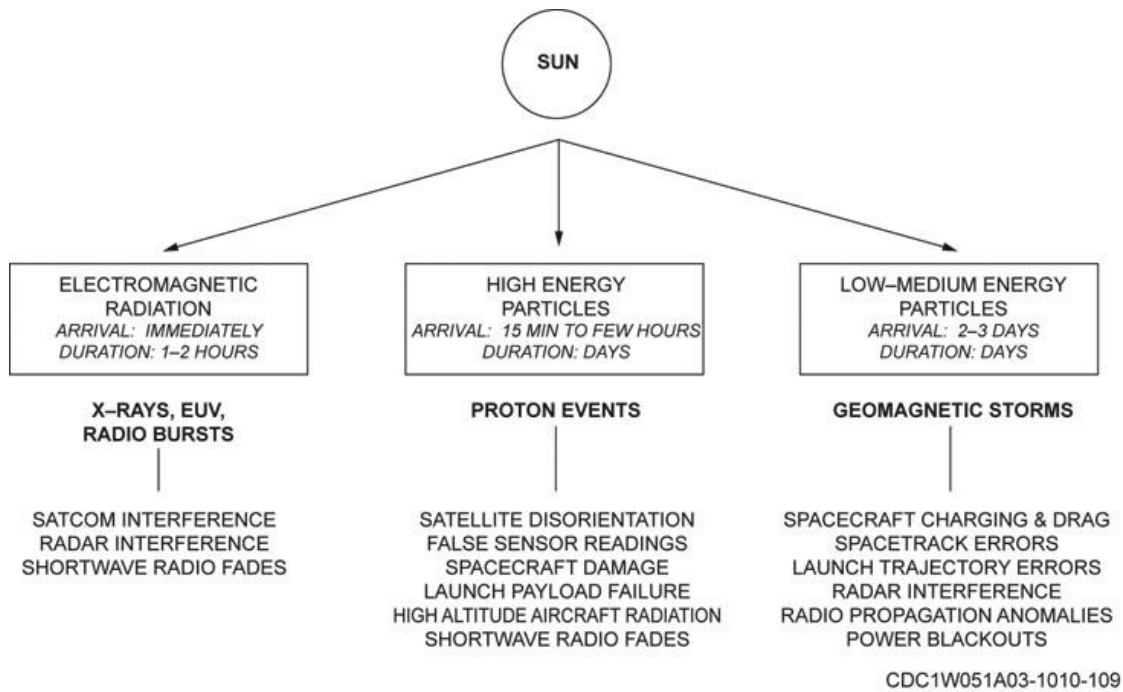 SUN
ELECTROMAGNETIC
RADIATION
ARRIVAL: IMMEDIATELY
DURATION: 1–2 HOURS
X–RAYS, EUV,
RADIO BURSTS
SATCOM INTERFERENCE
RADAR INTERFERENCE
SHORTWAVE RADIO FADES
HIGH ENERGY
PARTICLES
ARRIVAL: 15 MIN TO FEW HOURS
DURATION: DAYS
PROTON EVENTS
SATELLITE DISORIENTATION
FALSE SENSOR READINGS
SPACECRAFT DAMAGE
LAUNCH PAYLOAD FAILURE
HIGH ALTITUDE AIRCRAFT RADIATION
SHORTWAVE RADIO FADES
LOW–MEDIUM ENERGY
PARTICLES
ARRIVAL: 2–3 DAYS
DURATION: DAYS
GEOMAGNETIC STORMS
SPACECRAFT CHARGING & DRAG
SPACETRACK ERRORS
LAUNCH TRAJECTORY ERRORS
RADAR INTERFERENCE
RADIO PROPAGATION ANOMALIES
POWER BLACKOUTS
CDC1W051A03-1010-109